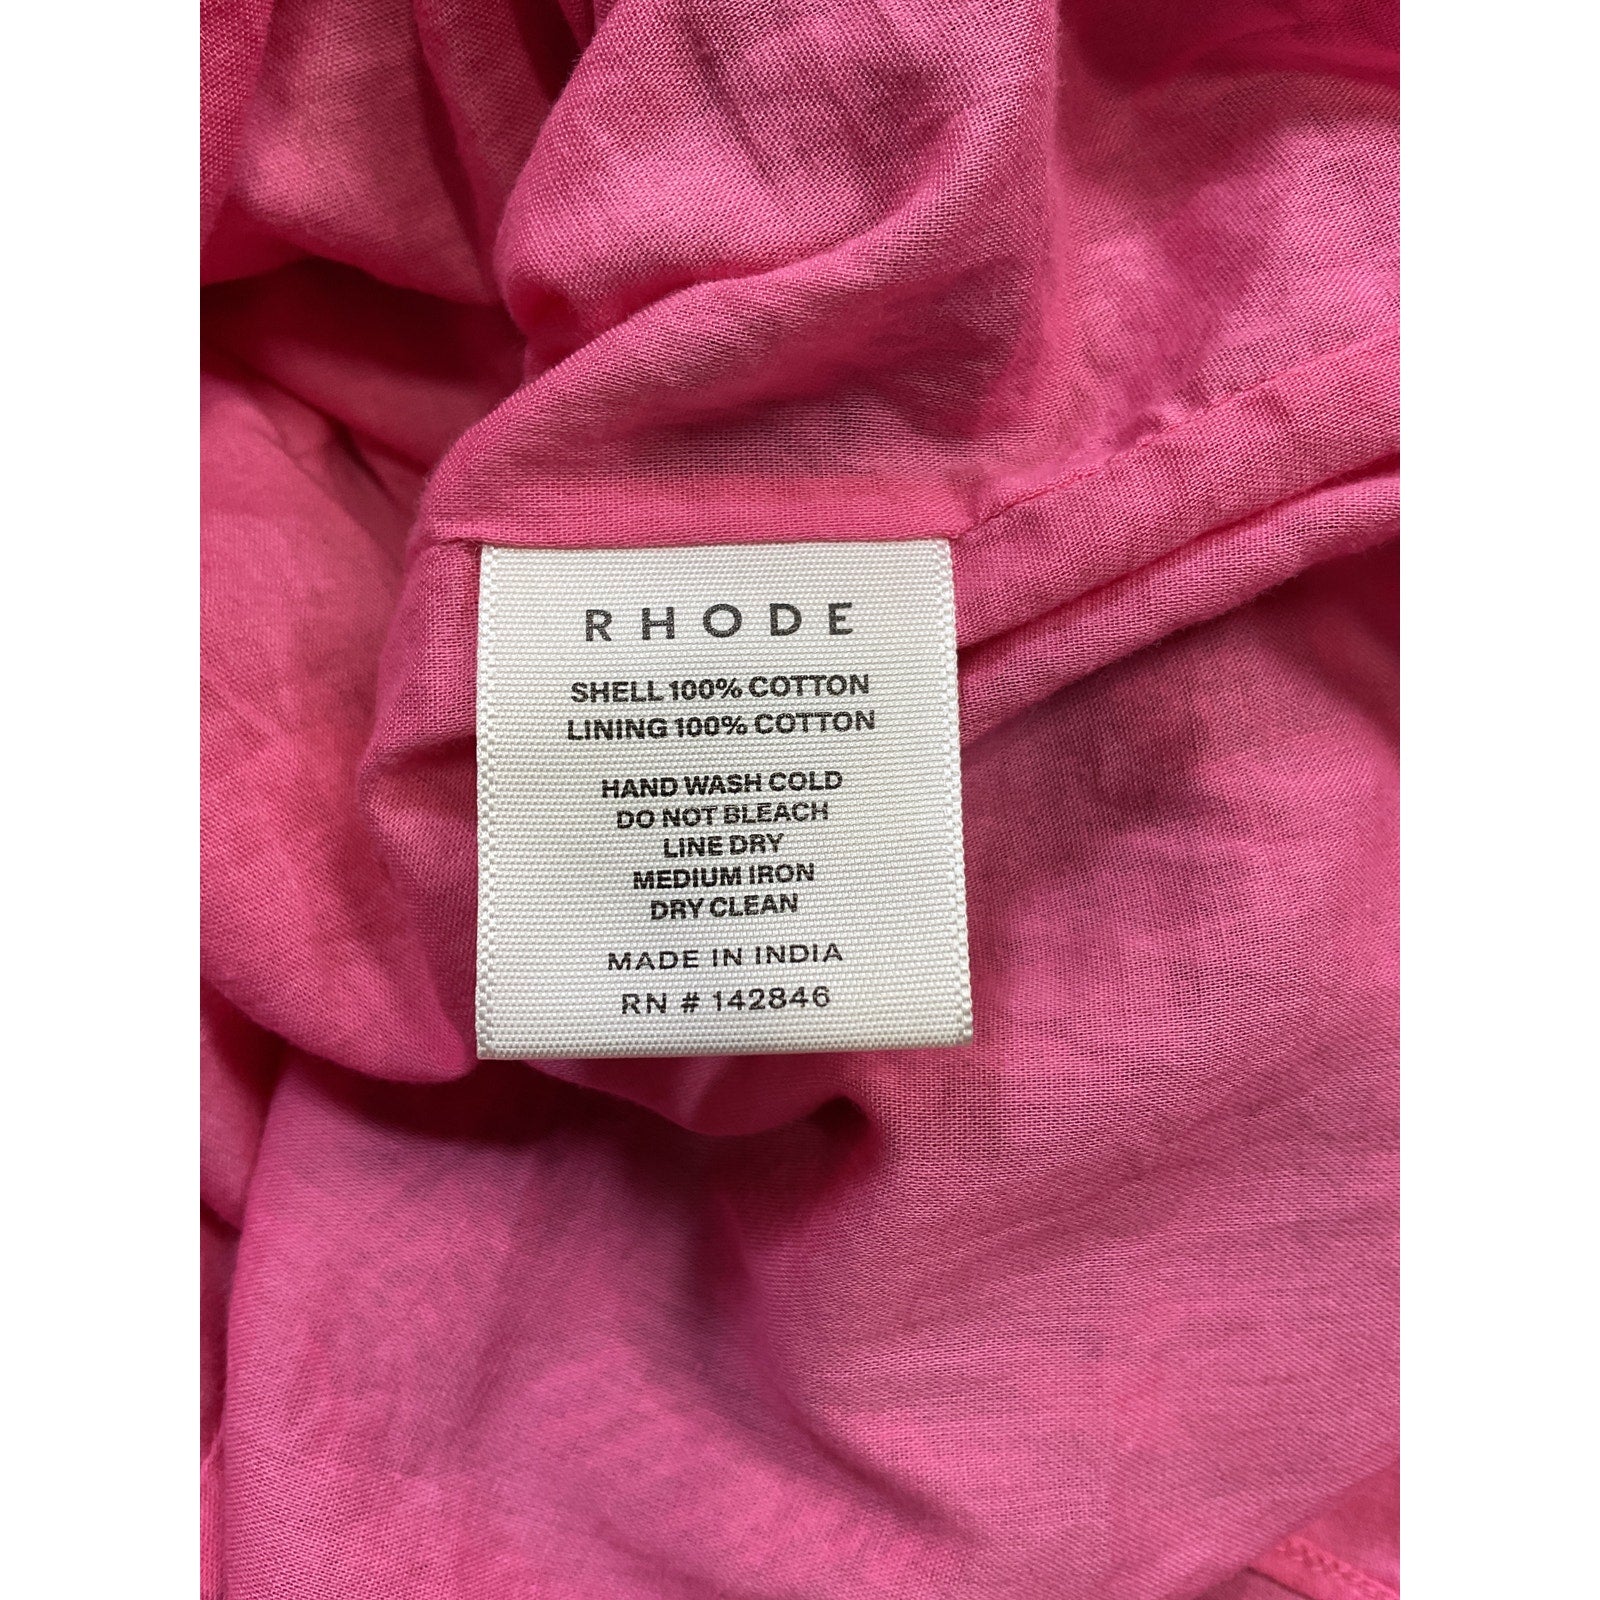 RHODE
SHELL 100% COTTON
LINING 100% COTTON
HAND WASH COLD
DO NOT BLEACH
LINE DRY
MEDIUM IRON
DRY CLEAN
MADE IN INDIA
RN # 142846